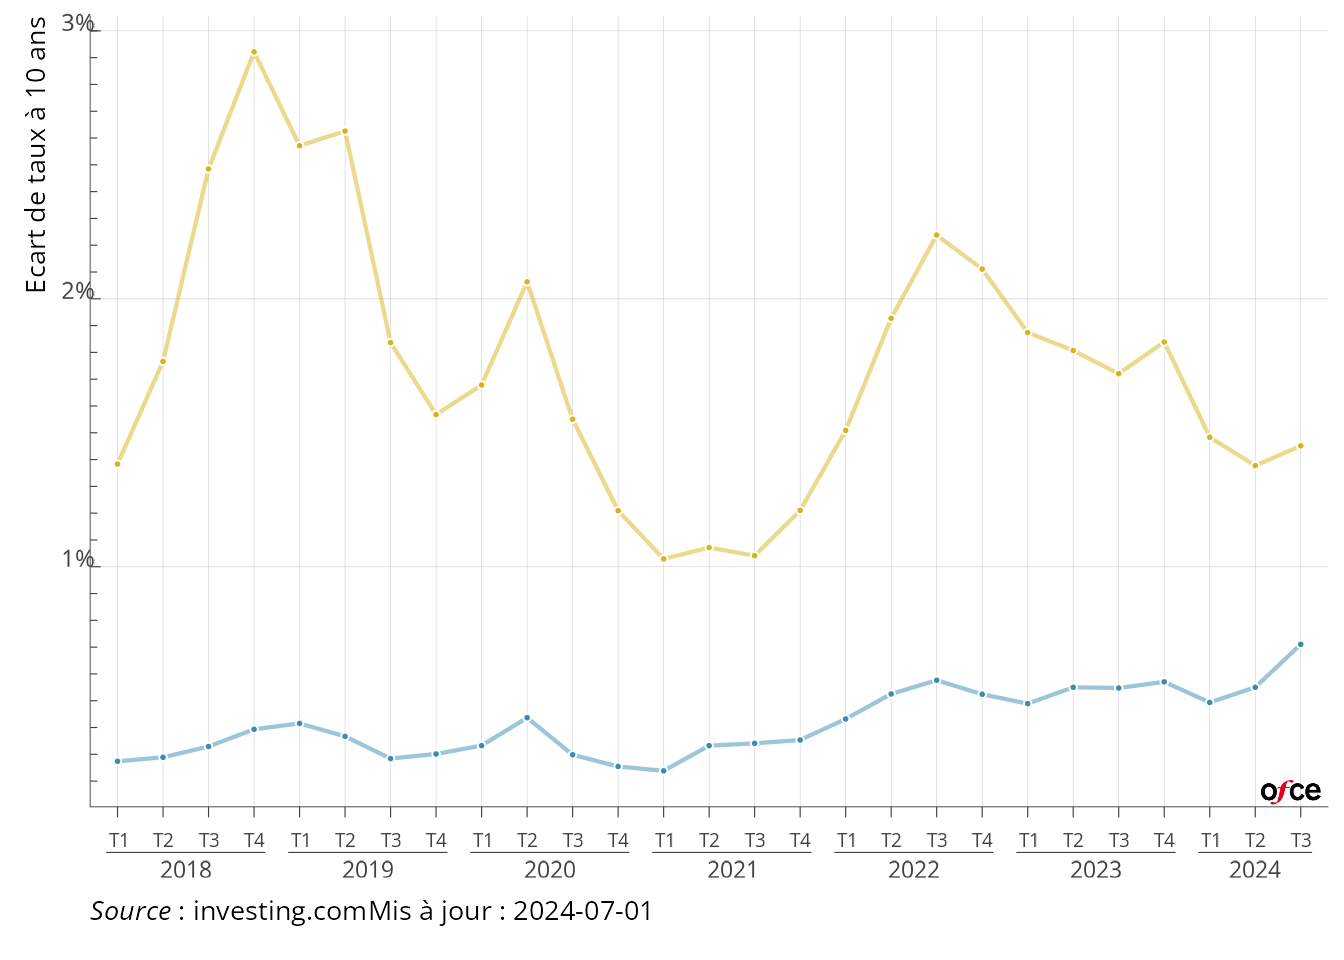 Ecart de taux à 10 ans
3%
2%
1%
T1 T2 T3 T4 T1 T2 T3 T4 T1 T2 T3 T4 T1 T2 T3 T4 T1 T2 T3 T4 T1 T2 T3 T4 T1 T2 T3
2018 2019 2020 2021 2022 2023 2024
ofce
Source : investing.comMis à jour : 2024-07-01